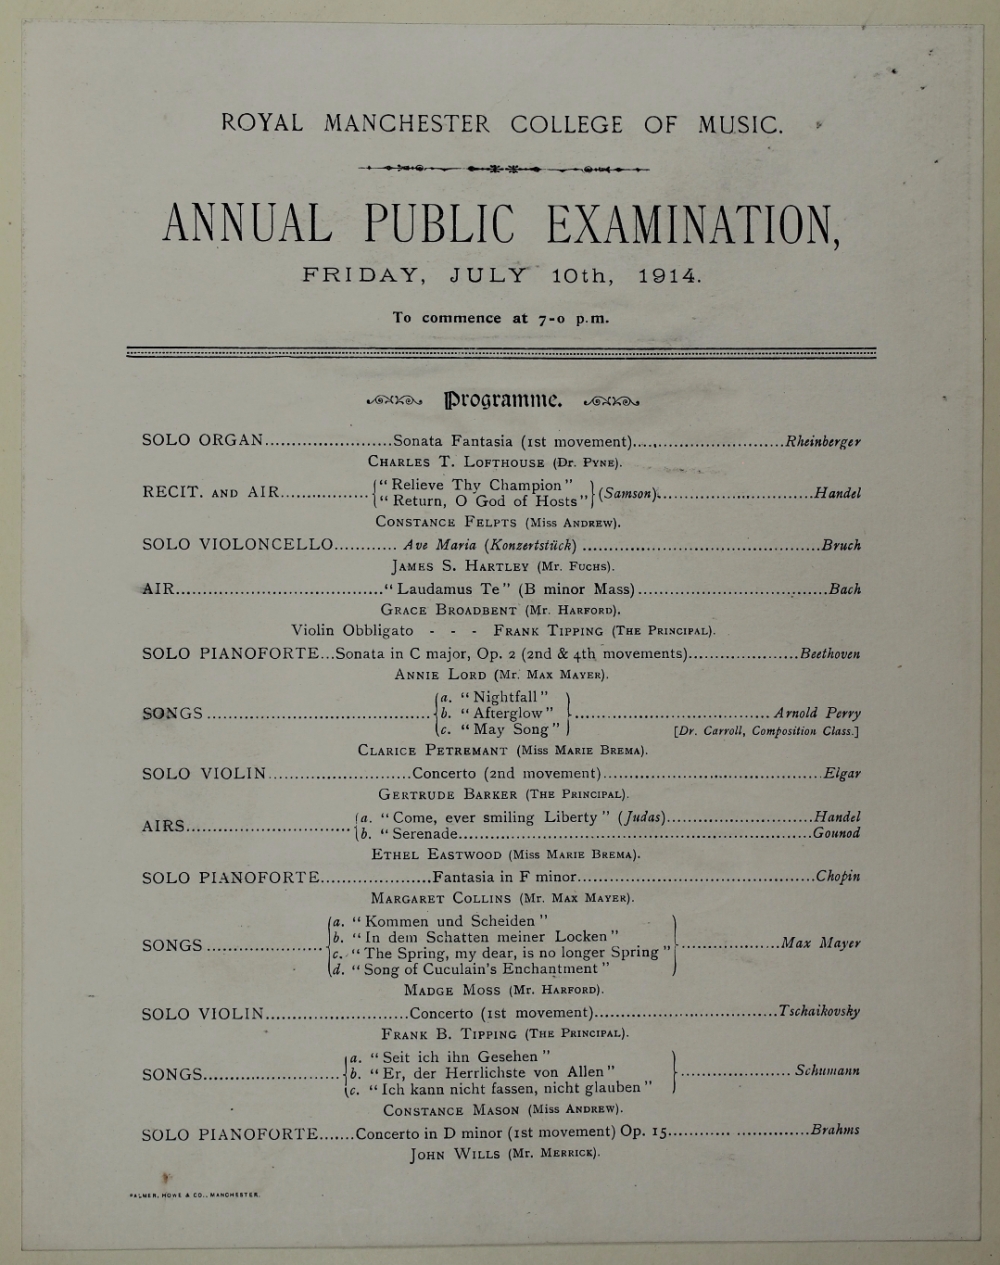 ROYAL MANCHESTER COLLEGE OF MUSIC.
ANNUAL PUBLIC EXAMINATION,
FRIDAY, JULY 10th, 1914.
To commence at 7-0 p.m.
Programme.
SOLO ORGAN........................Sonata Fantasia (1st movement)............................Rheinberger
CHARLES T. LOFTHOUSE (Dr. PYNE).
RECIT. AND AIR................{"Relieve Thy Champion" "Return, O God of Hosts"} (Samson)............................Handel
CONSTANCE FELPTS (Miss ANDREW).
SOLO VIOLONCELLO............ Ave Maria (Konzertstück) ............................................Bruch
JAMES S. HARTLEY (Mr. FUCHS).
AIR........................................"Laudamus Te" (B minor Mass)....................................Bach
GRACE BROADBENT (Mr. HARFORD).
Violin Obbligato - - - FRANK TIPPING (THE PRINCIPAL).
SOLO PIANOFORTE...Sonata in C major, Op. 2 (2nd & 4th movements).....................Beethoven
ANNIE LORD (Mr. MAX MAYER).
a. "Nightfall"
SONGS ..........................................b. "Afterglow" ......................................Arnold Perry
c. "May Song" [Dr. Carroll, Composition Class.]
CLARICE PETREMANT (Miss MARIE BREMA).
SOLO VIOLIN...........................Concerto (2nd movement)..........................................Elgar
GERTRUDE BARKER (THE PRINCIPAL).
AIRS...............................{a. "Come, ever smiling Liberty" (Judas)............................Handel
b. "Serenade....................................................................Gounod
ETHEL EASTWOOD (Miss MARIE BREMA).
SOLO PIANOFORTE.....................Fantasia in F minor.............................................Chopin
MARGARET COLLINS (Mr. MAX MAYER).
a. "Kommen und Scheiden"
b. "In dem Schatten meiner Locken"
SONGS ......................c. "The Spring, my dear, is no longer Spring" ...................Max Mayer
d. "Song of Cuculain's Enchantment"
MADGE MOSS (Mr. HARFORD).
SOLO VIOLIN...........................Concerto (1st movement)...................................Tschaikovsky
FRANK B. TIPPING (THE PRINCIPAL).
a. "Seit ich ihn Gesehen"
SONGS..........................b. "Er, der Herrlichste von Allen" ..................... Schumann
c. "Ich kann nicht fassen, nicht glauben"
CONSTANCE MASON (Miss ANDREW).
SOLO PIANOFORTE.......Concerto in D minor (1st movement) Op. 15............ ..............Brahms
JOHN WILLS (Mr. MERRICK).
PALMER, HOWE & CO., MANCHESTER.